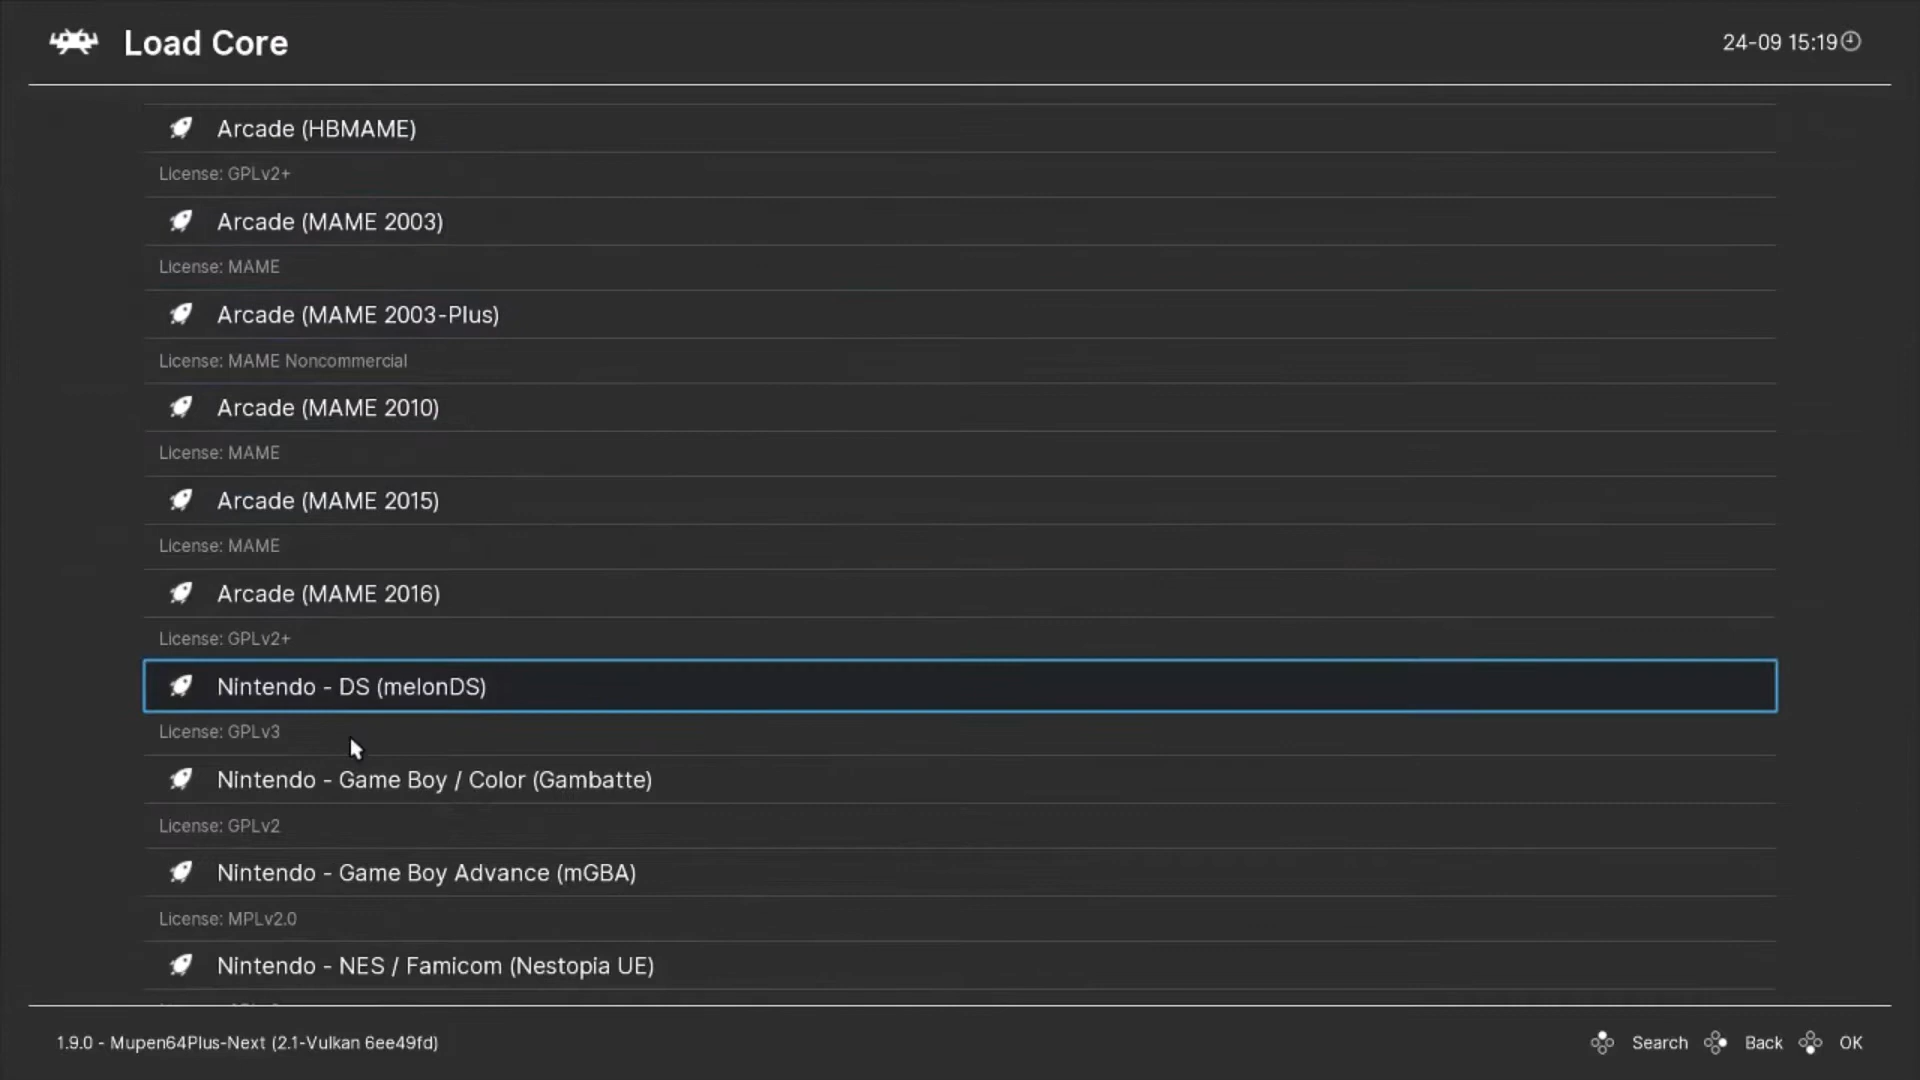 Load Core
24-09 15:19
Arcade (HBMAME)
License: GPLv2+
Arcade (MAME 2003)
License: MAME
Arcade (MAME 2003-Plus)
License: MAME Noncommercial
Arcade (MAME 2010)
License: MAME
Arcade (MAME 2015)
License: MAME
Arcade (MAME 2016)
License: GPLv2+
Nintendo - DS (melonDS)
License: GPLv3
Nintendo - Game Boy / Color (Gambatte)
License: GPLv2
Nintendo - Game Boy Advance (mGBA)
License: MPLv2.0
Nintendo - NES / Famicom (Nestopia UE)
1.9.0 - Mupen64Plus-Next (2.1-Vulkan 6ee49fd)
Search Back OK